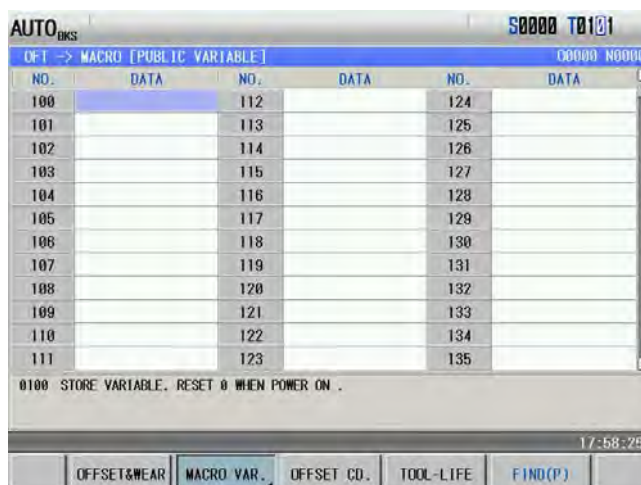 AUTO BKS S0000 T0101
OFT -> MACRO [PUBLIC VARIABLE] O0000 N0000
NO. DATA NO. DATA NO. DATA
100 112 124
101 113 125
102 114 126
103 115 127
104 116 128
105 117 129
106 118 130
107 119 131
108 120 132
109 121 133
110 122 134
111 123 135
0100 STORE VARIABLE. RESET 0 WHEN POWER ON .
17:58:29
OFFSET&WEAR MACRO VAR. OFFSET CD. TOOL-LIFE FIND(P)